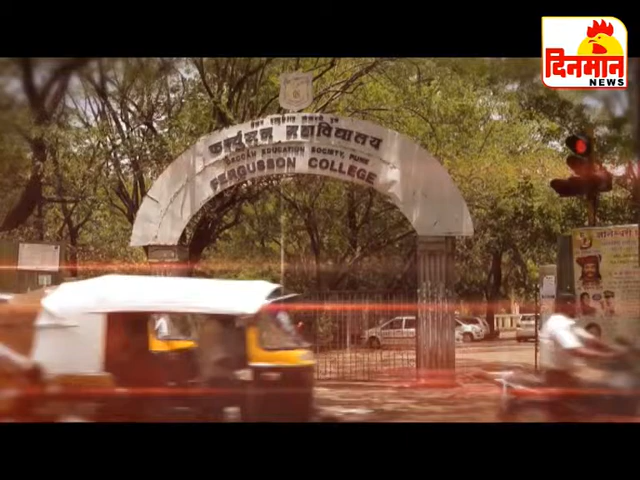 दिनमान
NEWS
फर्ग्युसन महाविद्यालय
DECCAN EDUCATION SOCIETY, PUNE
FERGUSSON COLLEGE